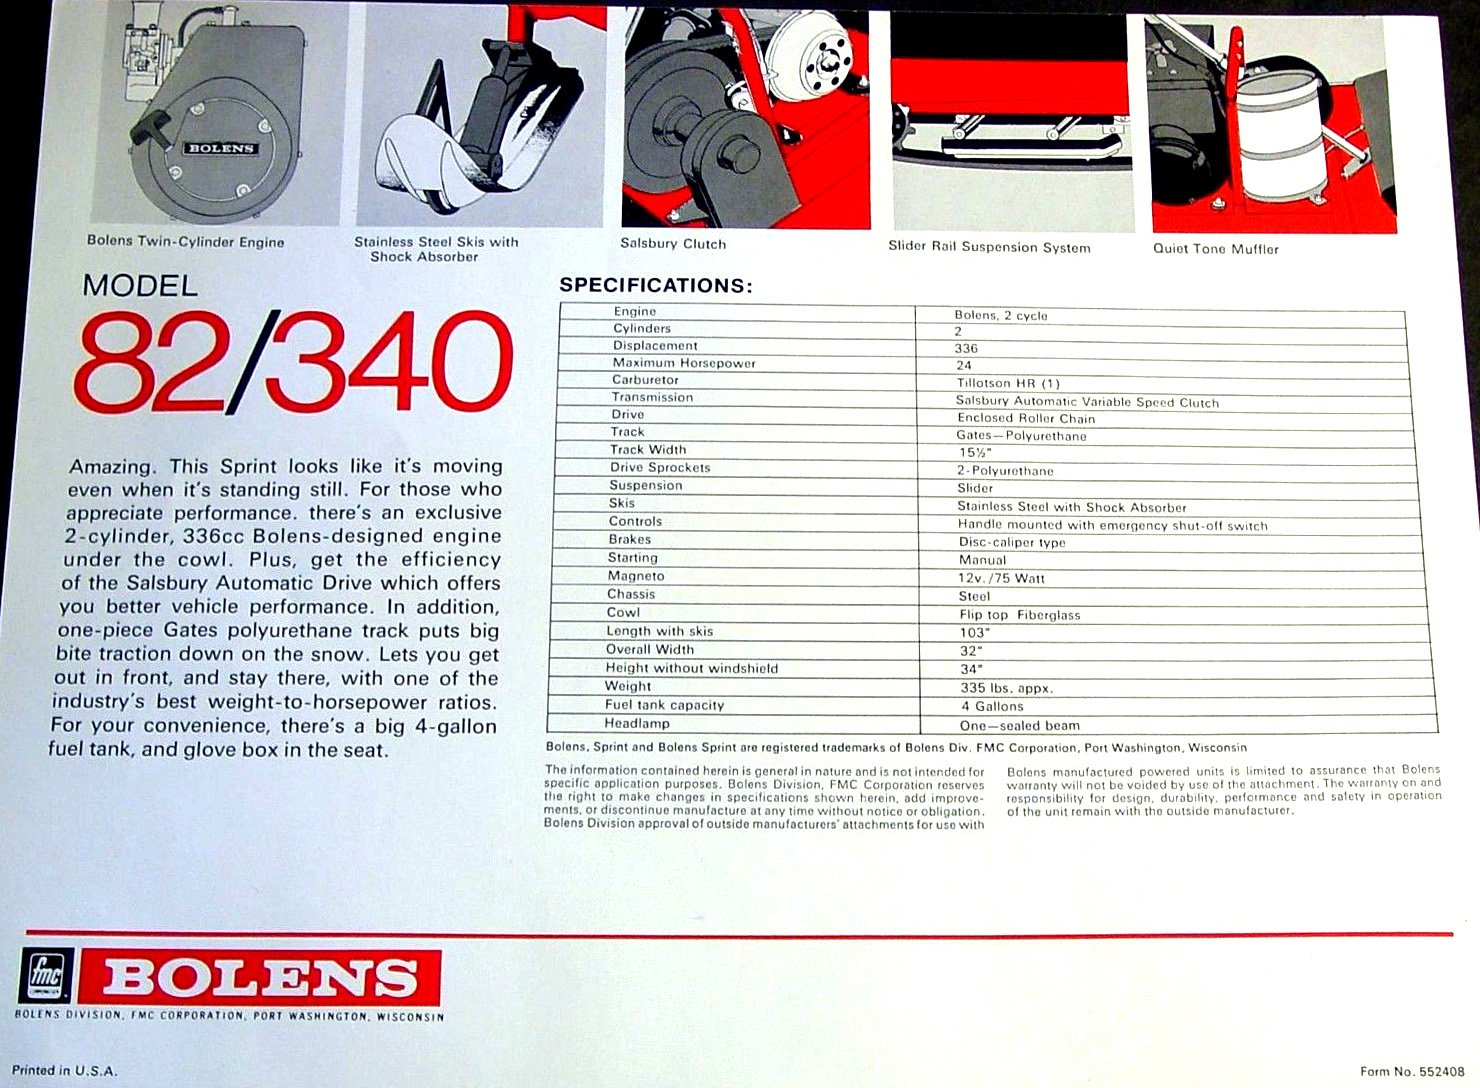 BOLENS
Bolens Twin-Cylinder Engine
Stainless Steel Skis with
Shock Absorber
Salsbury Clutch
Slider Rail Suspension System
Quiet Tone Muffler
MODEL
82/340
Amazing. This Sprint looks like it's moving
even when it's standing still. For those who
appreciate performance. there's an exclusive
2-cylinder, 336cc Bolens-designed engine
under the cowl. Plus, get the efficiency
of the Salsbury Automatic Drive which offers
you better vehicle performance. In addition,
one-piece Gates polyurethane track puts big
bite traction down on the snow. Lets you get
out in front, and stay there, with one of the
industry's best weight-to-horsepower ratios.
For your convenience, there's a big 4-gallon
fuel tank, and glove box in the seat.
SPECIFICATIONS:
Engine Bolens, 2 cycle
Cylinders 2
Displacement 336
Maximum Horsepower 24
Carburetor Tillotson HR (1)
Transmission Salsbury Automatic Variable Speed Clutch
Drive Enclosed Roller Chain
Track Gates—Polyurethane
Track Width 15½"
Drive Sprockets 2-Polyurethane
Suspension Slider
Skis Stainless Steel with Shock Absorber
Controls Handle mounted with emergency shut-off switch
Brakes Disc-caliper type
Starting Manual
Magneto 12v./75 Watt
Chassis Steel
Cowl Flip top Fiberglass
Length with skis 103"
Overall Width 32"
Height without windshield 34"
Weight 335 lbs. appx.
Fuel tank capacity 4 Gallons
Headlamp One—sealed beam
Bolens, Sprint and Bolens Sprint are registered trademarks of Bolens Div. FMC Corporation, Port Washington, Wisconsin
The information contained herein is general in nature and is not intended for
specific application purposes. Bolens Division, FMC Corporation reserves
the right to make changes in specifications shown herein, add improve-
ments, or discontinue manufacture at any time without notice or obligation.
Bolens Division approval of outside manufacturers' attachments for use with
Bolens manufactured powered units is limited to assurance that Bolens
warranty will not be voided by use of the attachment. The warranty on and
responsibility for design, durability, performance and safety in operation
of the unit remain with the outside manufacturer.
fmc
CORPORATION
BOLENS
BOLENS DIVISION, FMC CORPORATION, PORT WASHINGTON, WISCONSIN
Printed in U.S.A.
Form No. 552408